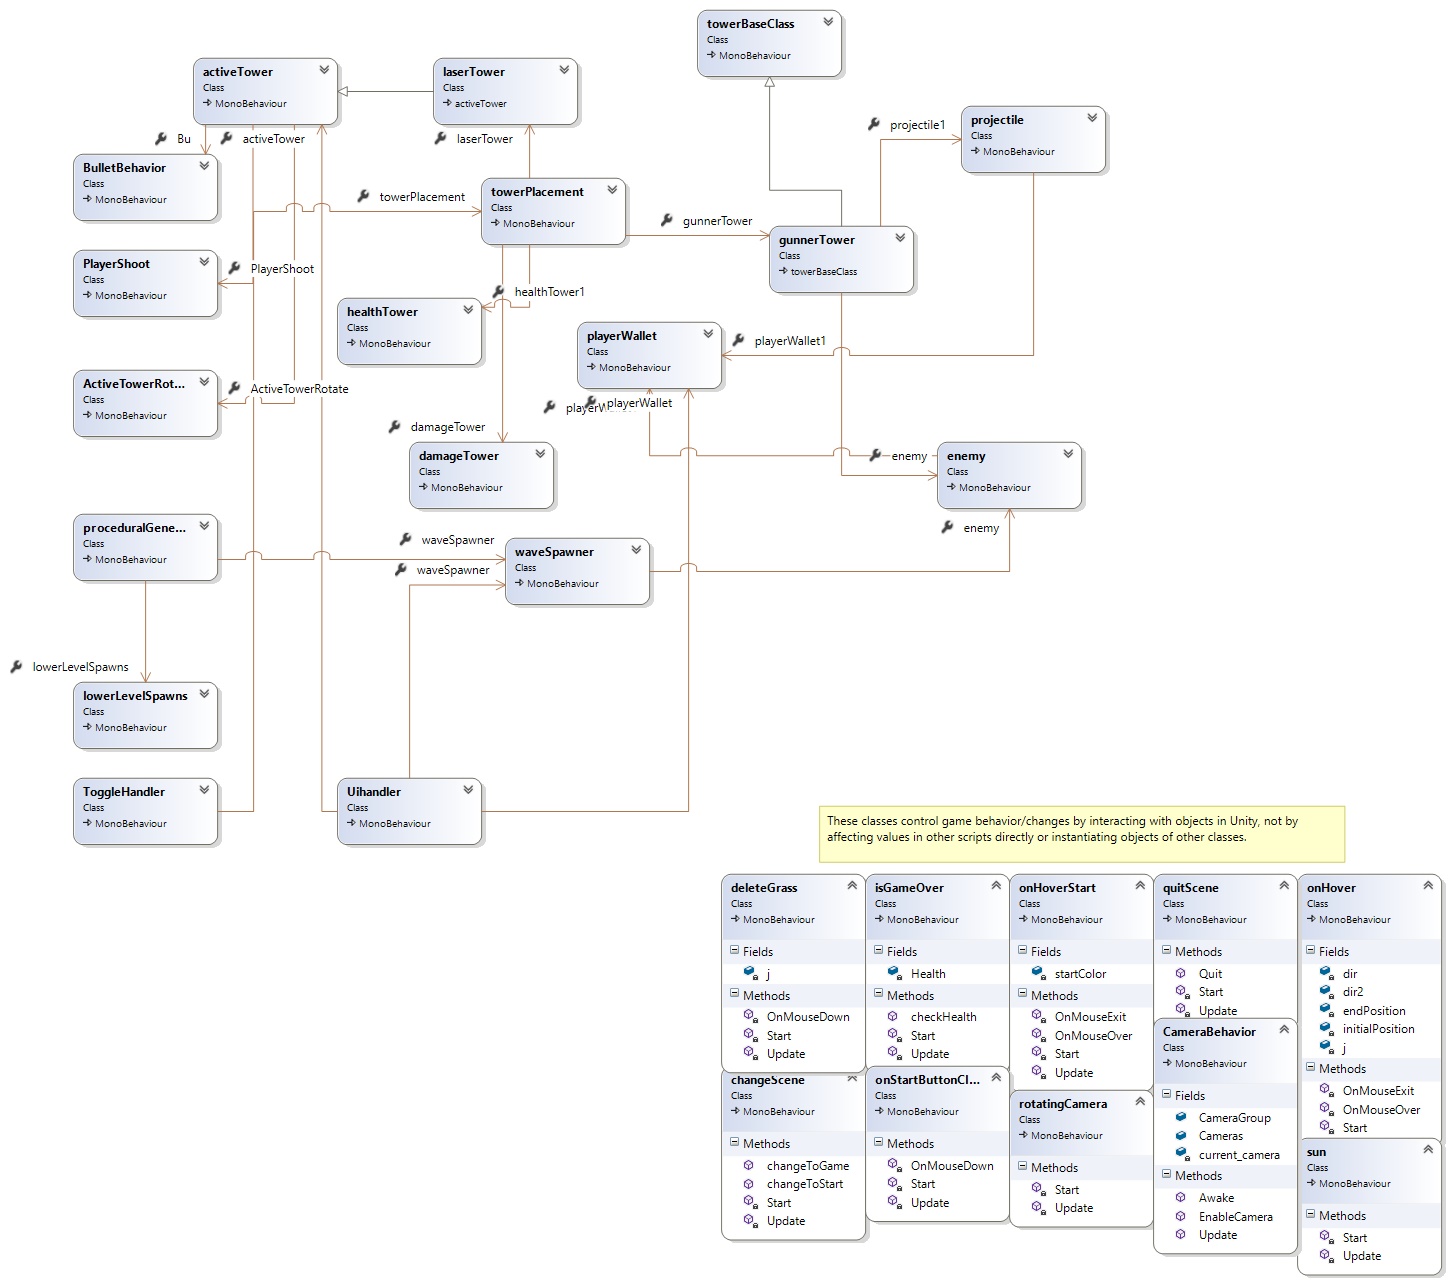 towerBaseClass
Class
MonoBehaviour
activeTower
Class
MonoBehaviour
laserTower
Class
activeTower
projectile
Class
MonoBehaviour
projectile1
Bu
activeTower
laserTower
BulletBehavior
Class
MonoBehaviour
towerPlacement
towerPlacement
Class
MonoBehaviour
gunnerTower
gunnerTower
Class
towerBaseClass
PlayerShoot
Class
MonoBehaviour
PlayerShoot
healthTower1
healthTower
Class
MonoBehaviour
playerWallet
Class
MonoBehaviour
playerWallet1
ActiveTowerRot...
Class
MonoBehaviour
ActiveTowerRotate
playerWallet
damageTower
damageTower
Class
MonoBehaviour
enemy
enemy
Class
MonoBehaviour
enemy
proceduralGene...
Class
MonoBehaviour
waveSpawner
waveSpawner
waveSpawner
Class
MonoBehaviour
lowerLevelSpawns
lowerLevelSpawns
Class
MonoBehaviour
ToggleHandler
Class
MonoBehaviour
Uihandler
Class
MonoBehaviour
These classes control game behavior/changes by interacting with objects in Unity, not by
affecting values in other scripts directly or instantiating objects of other classes.
deleteGrass
Class
MonoBehaviour
Fields
j
Methods
OnMouseDown
Start
Update
isGameOver
Class
MonoBehaviour
Fields
Health
Methods
checkHealth
Start
Update
onHoverStart
Class
MonoBehaviour
Fields
startColor
Methods
OnMouseExit
OnMouseOver
Start
Update
quitScene
Class
MonoBehaviour
Methods
Quit
Start
Update
onHover
Class
MonoBehaviour
Fields
dir
dir2
endPosition
initialPosition
j
Methods
OnMouseExit
OnMouseOver
Start
changeScene
Class
MonoBehaviour
Methods
changeToGame
changeToStart
Start
Update
onStartButtonCl...
Class
MonoBehaviour
Methods
OnMouseDown
Start
Update
rotatingCamera
Class
MonoBehaviour
Methods
Start
Update
CameraBehavior
Class
MonoBehaviour
Fields
CameraGroup
Cameras
current_camera
Methods
Awake
EnableCamera
Update
sun
Class
MonoBehaviour
Methods
Start
Update